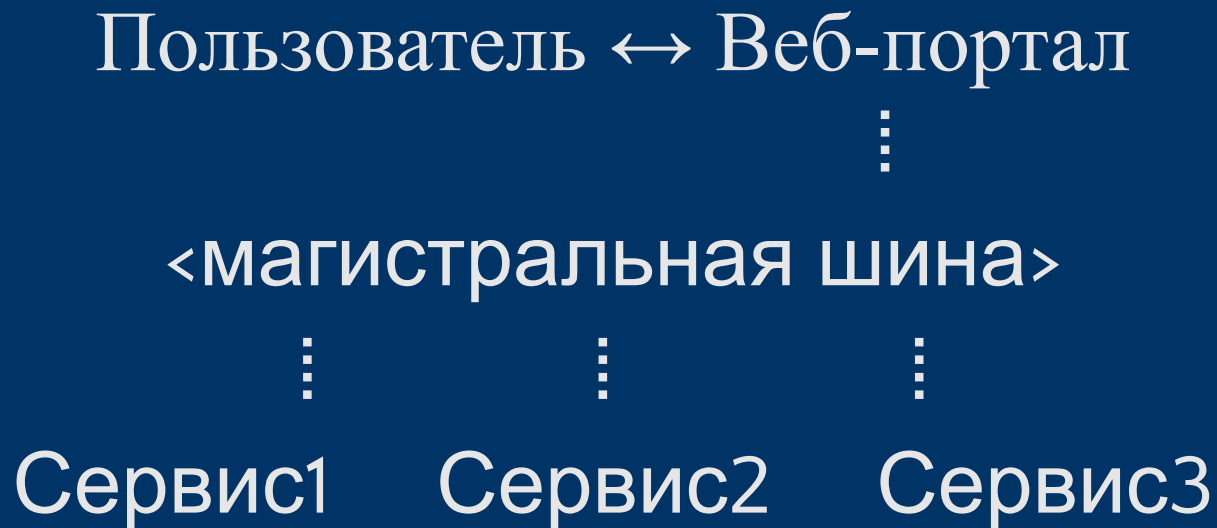 Пользователь ↔ Веб-портал
<магистральная шина>
Сервис1 Сервис2 Сервис3